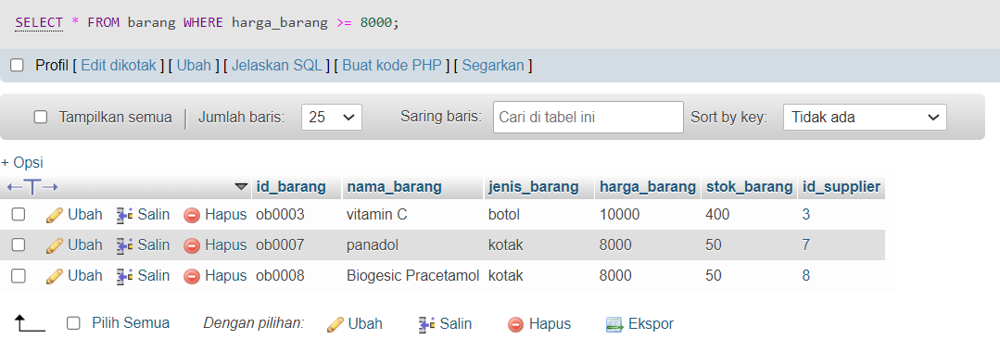 SELECT * FROM barang WHERE harga_barang >= 8000;
Profil [ Edit dikotak ] [ Ubah ] [ Jelaskan SQL ] [ Buat kode PHP ] [ Segarkan ]
Tampilkan semua | Jumlah baris: 25 Saring baris: Cari di tabel ini Sort by key: Tidak ada
+ Opsi
←T→ id_barang nama_barang jenis_barang harga_barang stok_barang id_supplier
Ubah Salin Hapus ob0003 vitamin C botol 10000 400 3
Ubah Salin Hapus ob0007 panadol kotak 8000 50 7
Ubah Salin Hapus ob0008 Biogesic Pracetamol kotak 8000 50 8
Pilih Semua Dengan pilihan: Ubah Salin Hapus Ekspor